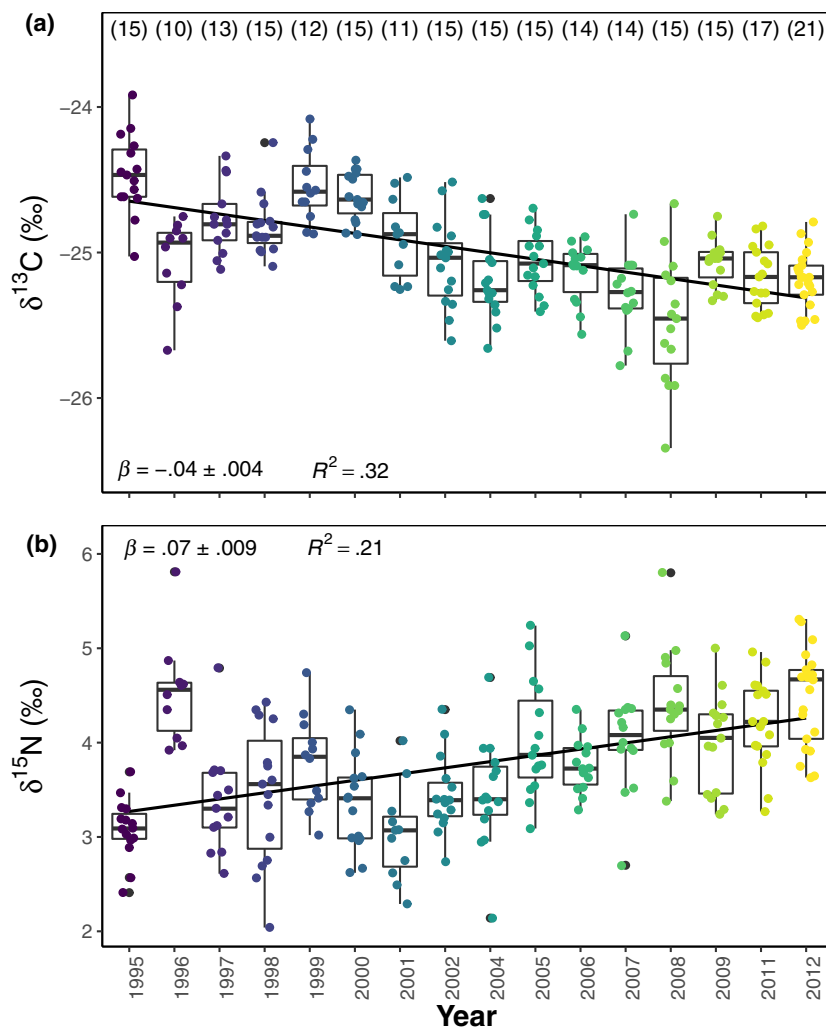 (a)
(15) (10) (13) (15) (12) (15) (11) (15) (15) (15) (14) (14) (15) (15) (17) (21)
−24
−25
−26
δ¹³C (‰)
β = −.04 ± .004 R² = .32
(b)
β = .07 ± .009 R² = .21
6
5
4
3
2
δ¹⁵N (‰)
1995 1996 1997 1998 1999 2000 2001 2002 2004 2005 2006 2007 2008 2009 2011 2012
Year